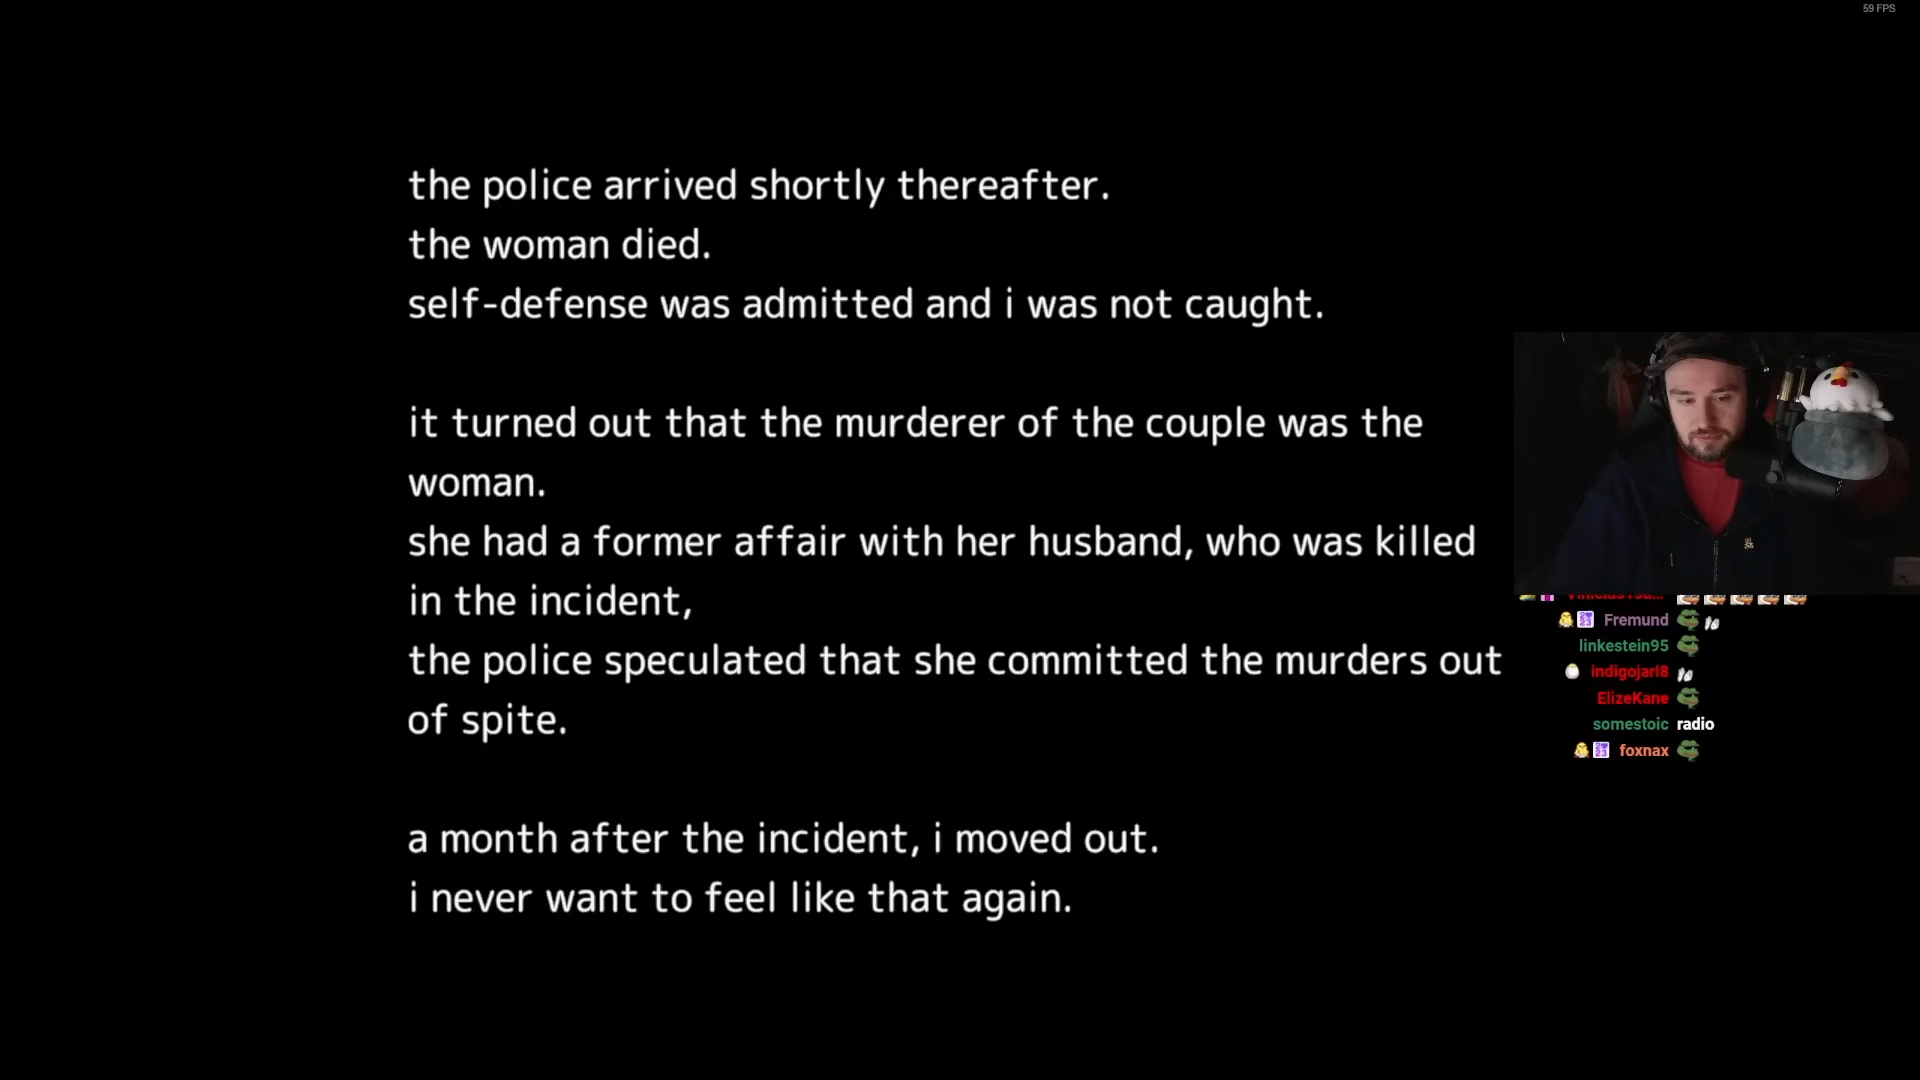 59 FPS
the police arrived shortly thereafter.
the woman died.
self-defense was admitted and i was not caught.
it turned out that the murderer of the couple was the
woman.
she had a former affair with her husband, who was killed
in the incident,
the police speculated that she committed the murders out
of spite.
a month after the incident, i moved out.
i never want to feel like that again.
Fremund
linkestein95
indigojarl8
ElizeKane
somestoic radio
foxnax